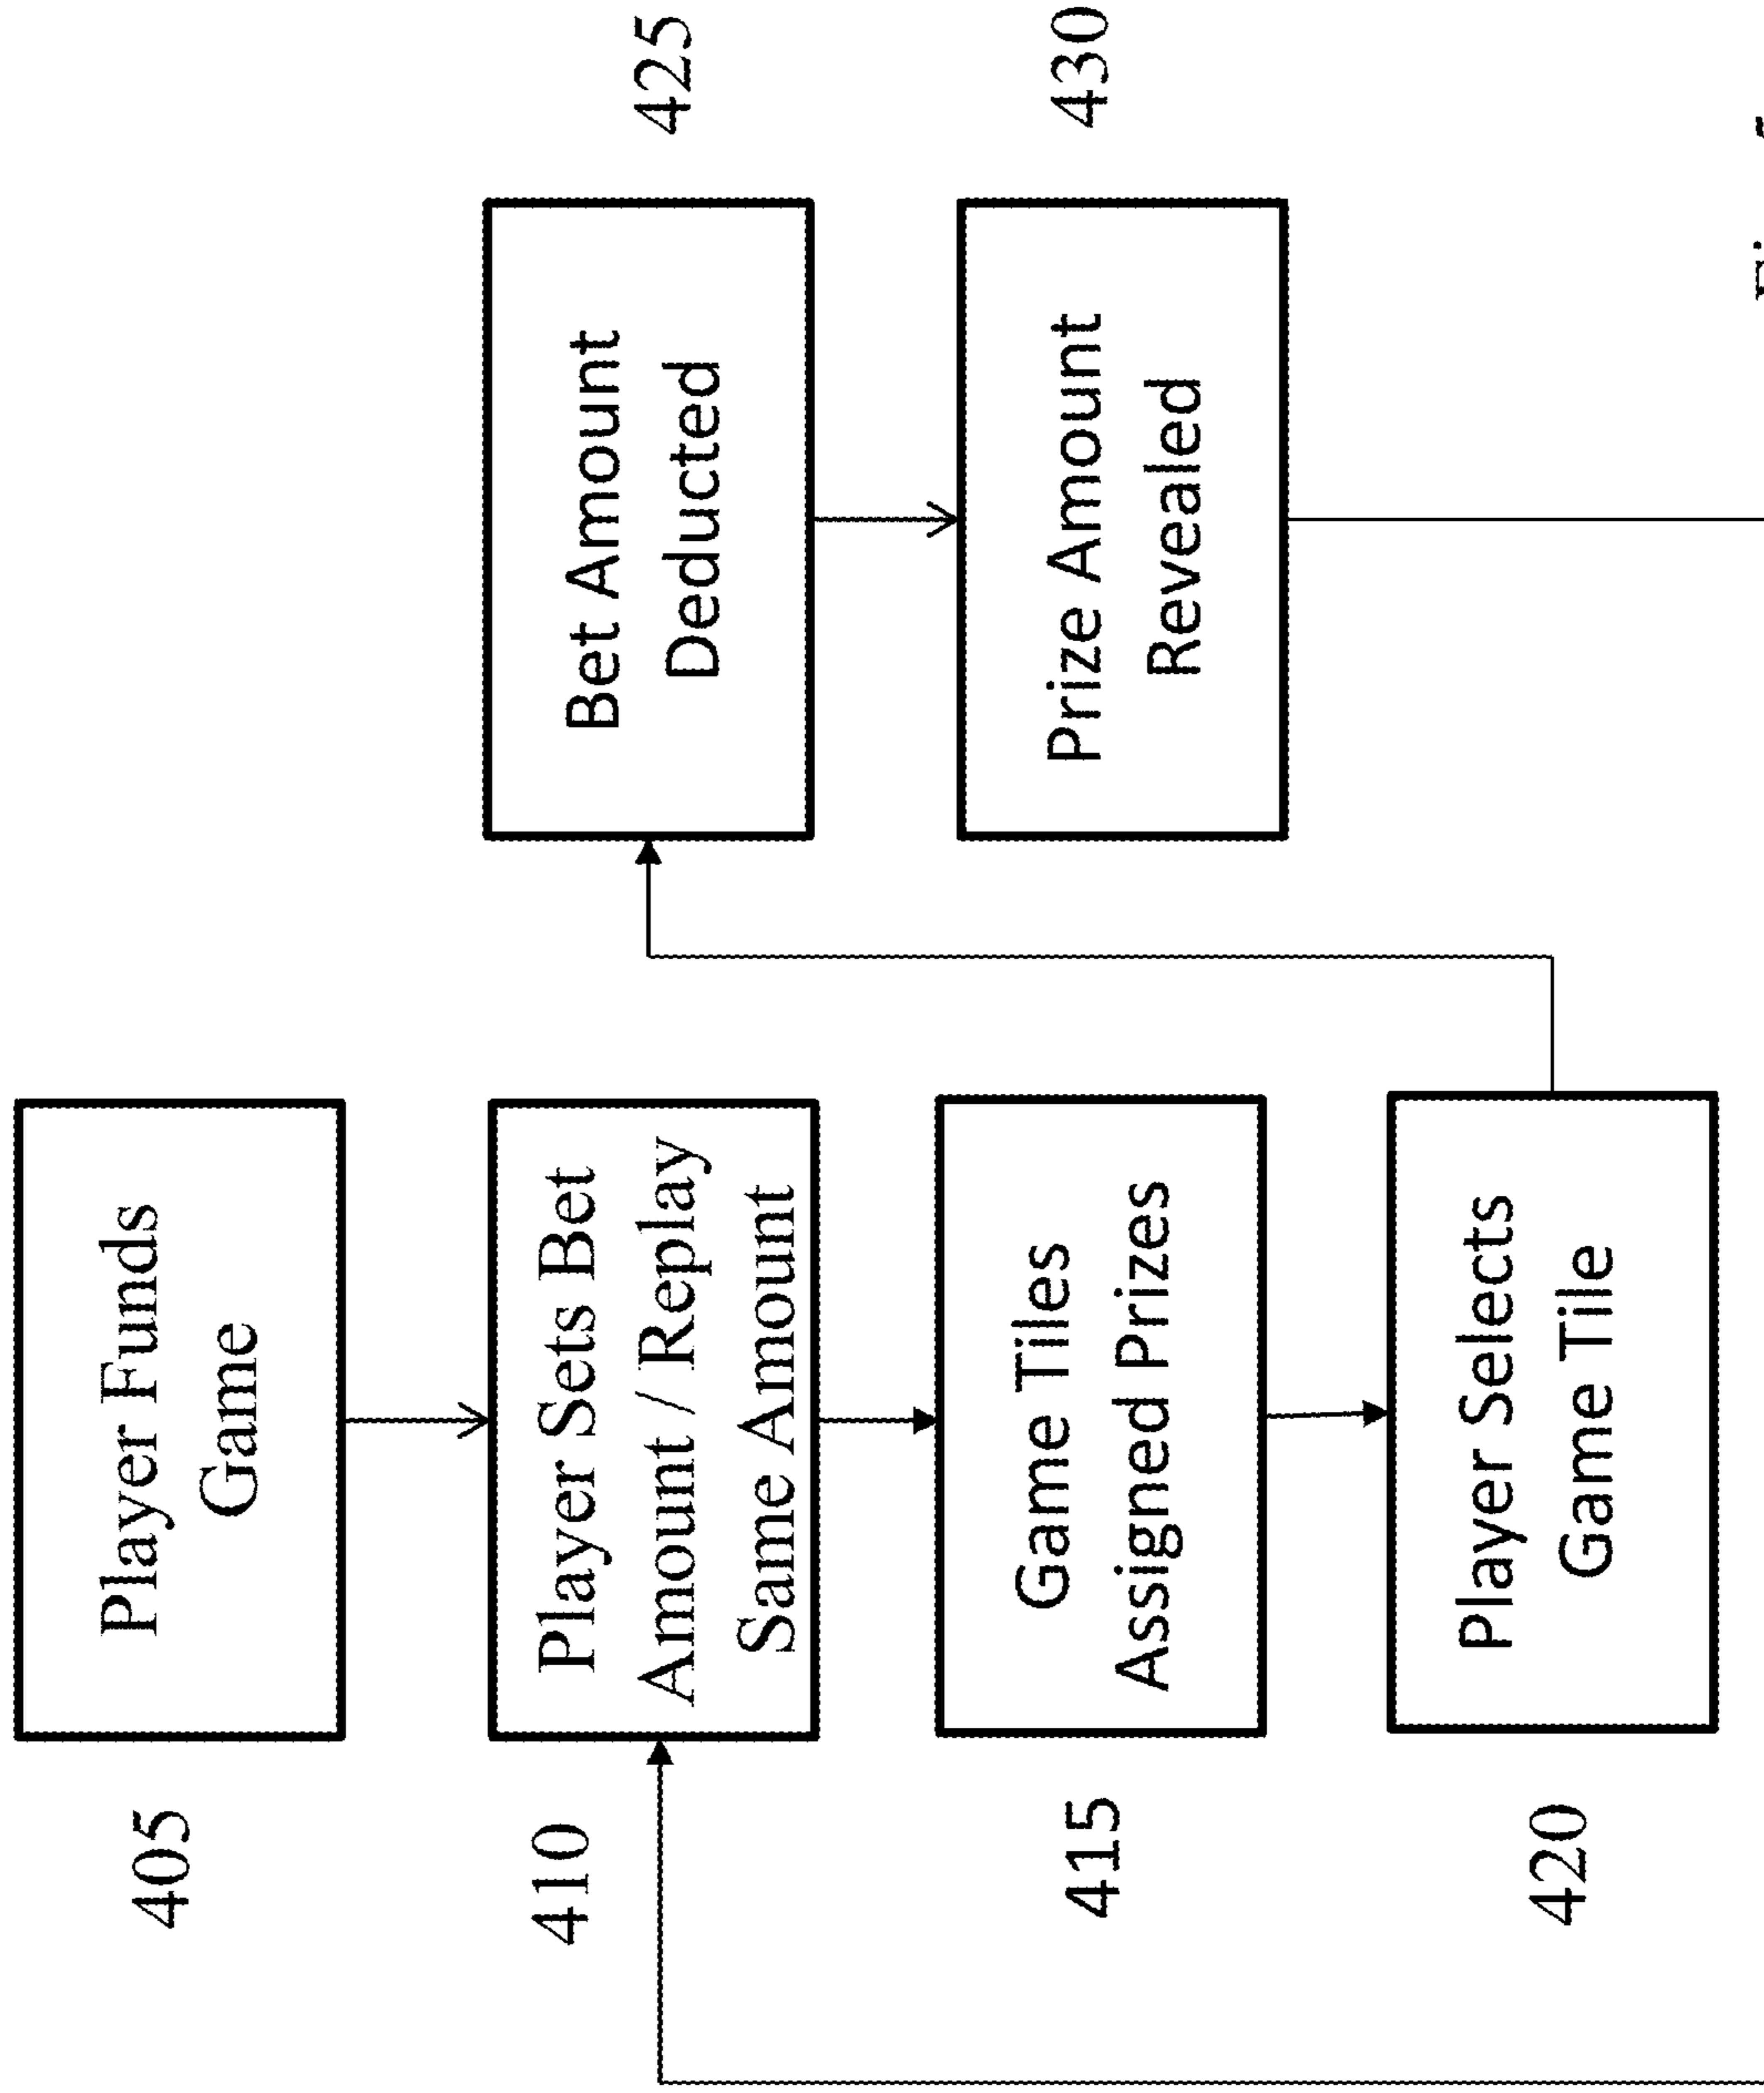 405
Player Funds
Game
410
Player Sets Bet
Amount / Replay
Same Amount
415
Game Tiles
Assigned Prizes
420
Player Selects
Game Tile
Bet Amount
Deducted
425
Prize Amount
Revealed
430